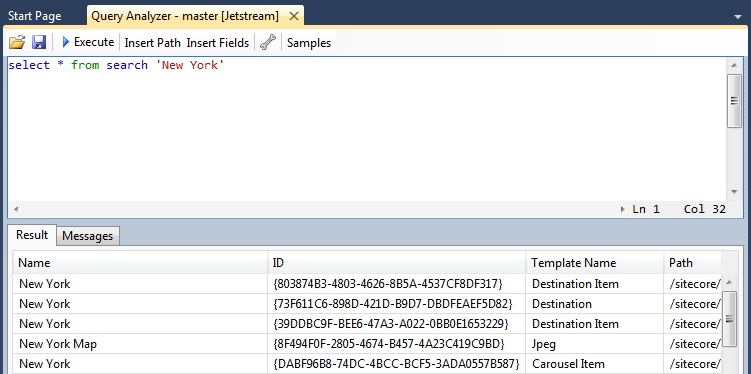 Start Page Query Analyzer - master [Jetstream]
Execute Insert Path Insert Fields Samples
select * from search 'New York'
Ln 1 Col 32
Result Messages
Name ID Template Name Path
New York {803874B3-4803-4626-8B5A-4537CF8DF317} Destination Item /sitecore/
New York {73F611C6-898D-421D-B9D7-DBDFEAEF5D82} Destination /sitecore/
New York {39DDBC9F-BEE6-47A3-A022-0BB0E1653229} Destination Item /sitecore/
New York Map {8F494F0F-2805-4674-B457-4A23C419C9BD} Jpeg /sitecore/
New York {DABF96B8-74DC-4BCC-BCF5-3ADA0557B587} Carousel Item /sitecore/